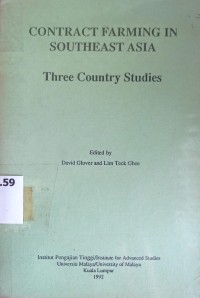 CONTRACT FARMING IN
SOUTHEAST ASIA
Three Country Studies
Edited by
David Glover and Lim Teck Ghee
.59
Institut Pengajian Tinggi/Institute for Advanced Studies
Universiti Malaya/University of Malaya
Kuala Lumpur
1992